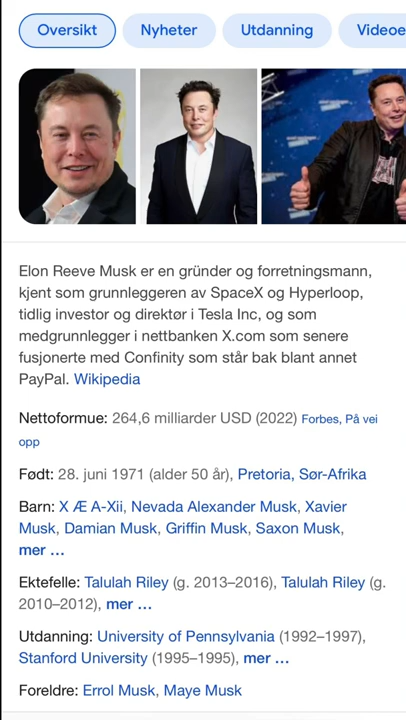 Oversikt Nyheter Utdanning Videoe
Elon Reeve Musk er en gründer og forretningsmann,
kjent som grunnleggeren av SpaceX og Hyperloop,
tidlig investor og direktør i Tesla Inc, og som
medgrunnlegger i nettbanken X.com som senere
fusjonerte med Confinity som står bak blant annet
PayPal. Wikipedia
Nettoformue: 264,6 milliarder USD (2022) Forbes, På vei
opp
Født: 28. juni 1971 (alder 50 år), Pretoria, Sør-Afrika
Barn: X Æ A-Xii, Nevada Alexander Musk, Xavier
Musk, Damian Musk, Griffin Musk, Saxon Musk,
mer ...
Ektefelle: Talulah Riley (g. 2013–2016), Talulah Riley (g.
2010–2012), mer ...
Utdanning: University of Pennsylvania (1992–1997),
Stanford University (1995–1995), mer ...
Foreldre: Errol Musk, Maye Musk